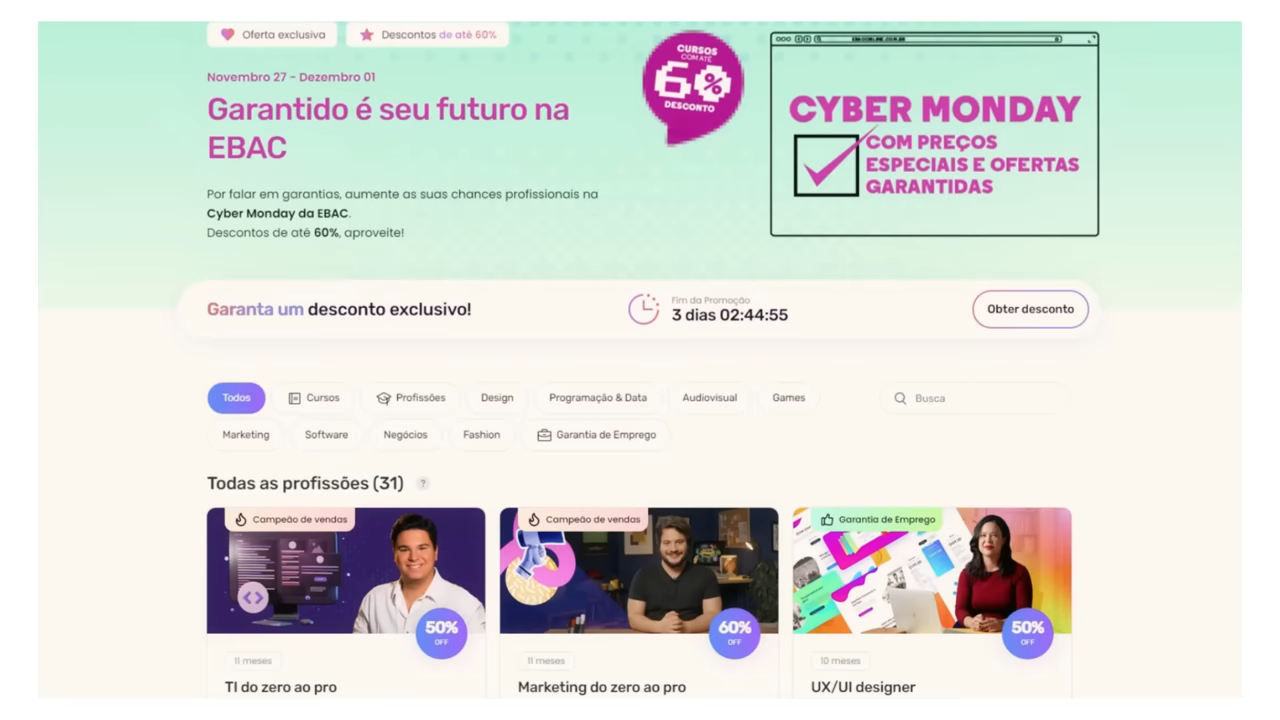 Oferta exclusiva
Descontos de até 60%
Novembro 27 - Dezembro 01
Garantido é seu futuro na
EBAC
Por falar em garantias, aumente as suas chances profissionais na
Cyber Monday da EBAC.
Descontos de até 60%, aproveite!
CURSOS
COM ATÉ
60%
DESCONTO
CYBER MONDAY
COM PREÇOS
ESPECIAIS E OFERTAS
GARANTIDAS
Garanta um desconto exclusivo!
Fim da Promoção
3 dias 02:44:55
Obter desconto
Todos
Cursos
Profissões
Design
Programação & Data
Audiovisual
Games
Busca
Marketing
Software
Negócios
Fashion
Garantia de Emprego
Todas as profissões (31) ?
Campeão de vendas
50%
OFF
11 meses
TI do zero ao pro
Campeão de vendas
60%
OFF
11 meses
Marketing do zero ao pro
Garantia de Emprego
50%
OFF
10 meses
UX/UI designer